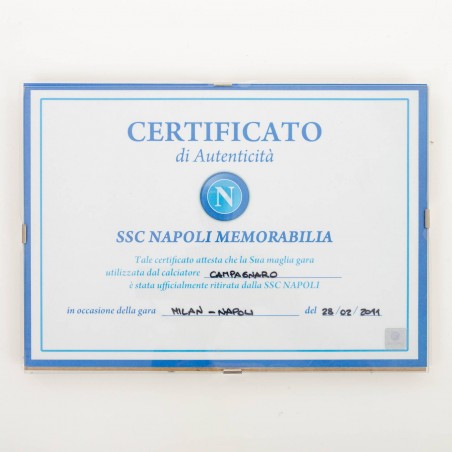 CERTIFICATO
di Autenticità
N
SSC NAPOLI MEMORABILIA
Tale certificato attesta che la Sua maglia gara
utilizzata dal calciatore CAMPAGNARO
è stata ufficialmente ritirata dalla SSC NAPOLI
in occasione della gara MILAN - NAPOLI del 28/02/2011